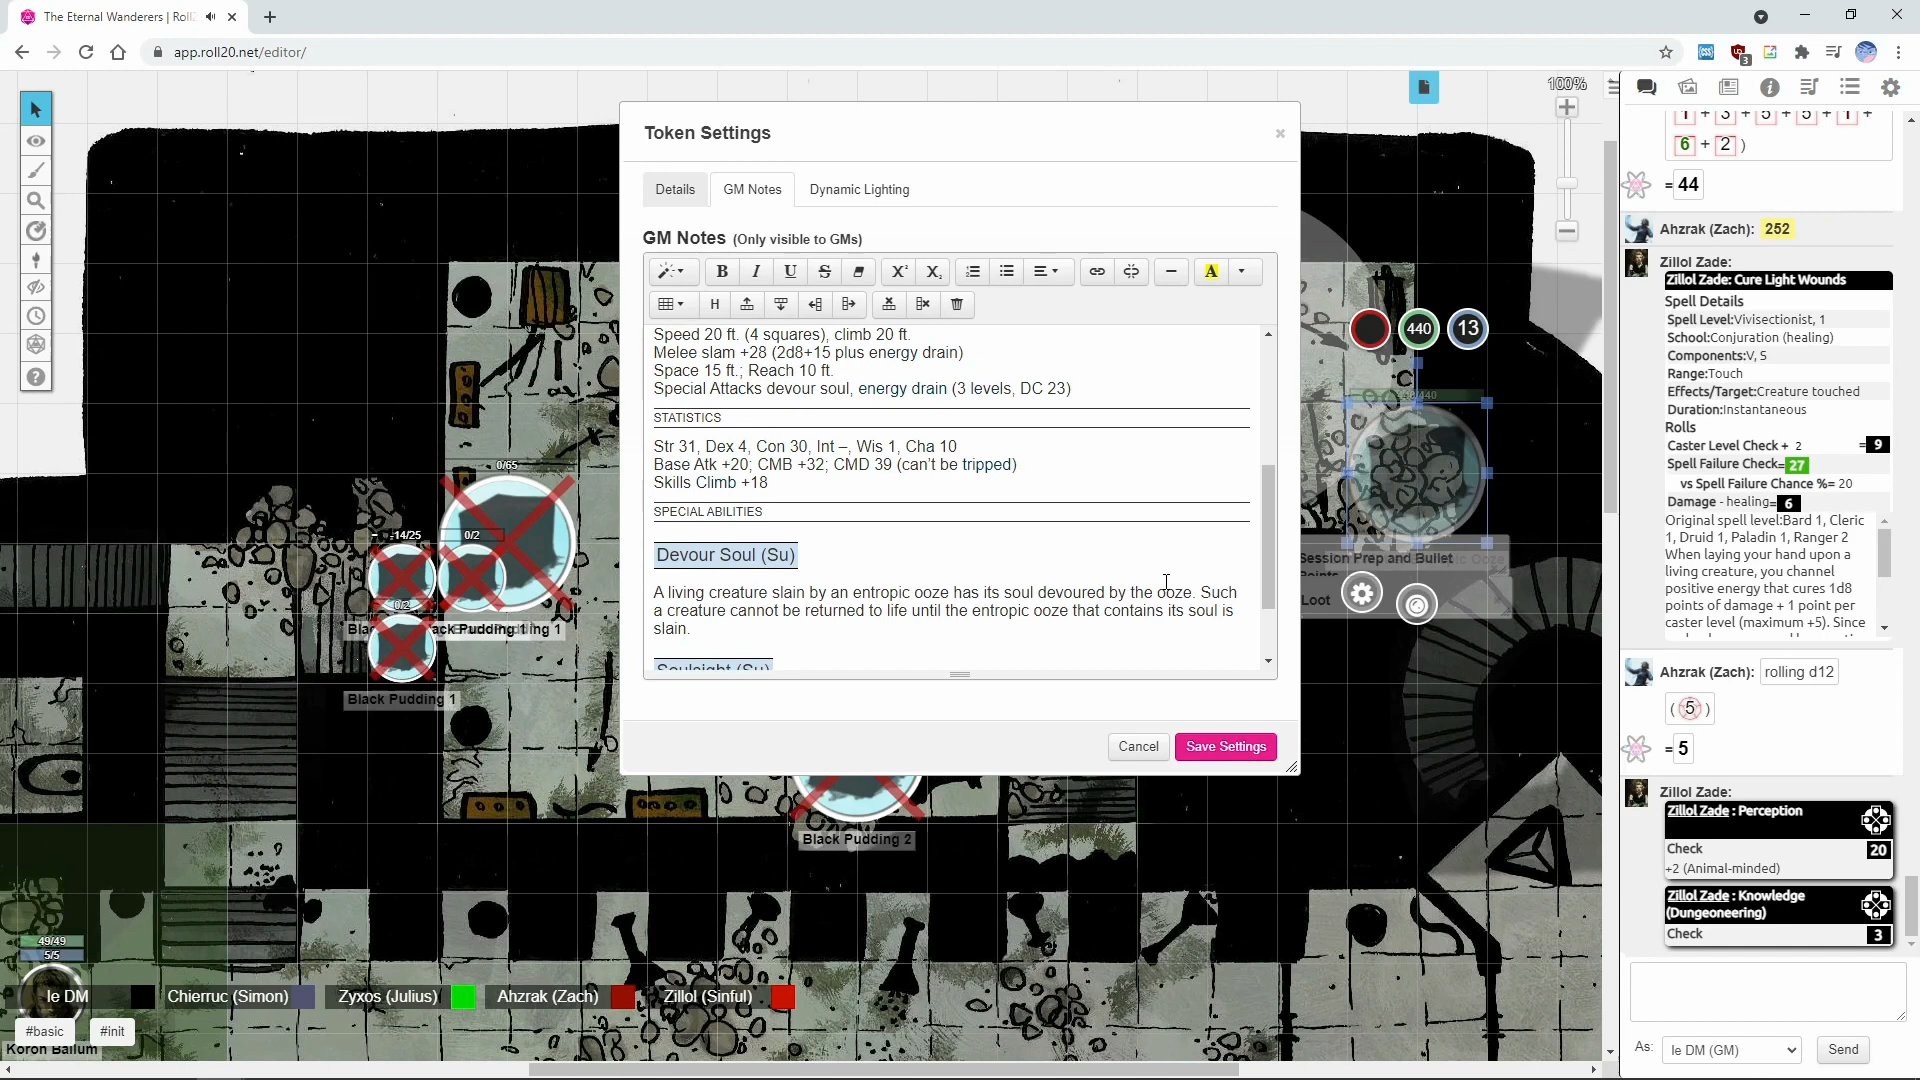 The Eternal Wanderers | Roll
app.roll20.net/editor/
3
100%
Token Settings
Details
GM Notes
Dynamic Lighting
GM Notes (Only visible to GMs)
B I U S
A
H
Speed 20 ft. (4 squares), climb 20 ft.
Melee slam +28 (2d8+15 plus energy drain)
Space 15 ft.; Reach 10 ft.
Special Attacks devour soul, energy drain (3 levels, DC 23)
STATISTICS
Str 31, Dex 4, Con 30, Int –, Wis 1, Cha 10
Base Atk +20; CMB +32; CMD 39 (can't be tripped)
Skills Climb +18
SPECIAL ABILITIES
Devour Soul (Su)
A living creature slain by an entropic ooze has its soul devoured by the ooze. Such
a creature cannot be returned to life until the entropic ooze that contains its soul is
slain.
Soulsight (Su)
Cancel
Save Settings
0/65
-14/25
0/2
0/2
Black Pudding 1
Black Pudding 1
Black Pudding 2
440
13
Session Prep and Bullet
Points
Loot
49/49
5/5
le DM
Chierruc (Simon)
Zyxos (Julius)
Ahzrak (Zach)
Zillol (Sinful)
#basic
#init
Koron Ballum
1 + 3 + 5 + 5 + 1 +
6 + 2 )
= 44
Ahzrak (Zach): 252
Zillol Zade:
Zillol Zade: Cure Light Wounds
Spell Details
Spell Level:Vivisectionist, 1
School:Conjuration (healing)
Components:V, S
Range:Touch
Effects/Target:Creature touched
Duration:Instantaneous
Rolls
Caster Level Check + 2 = 9
Spell Failure Check= 27
vs Spell Failure Chance %= 20
Damage - healing= 6
Original spell level:Bard 1, Cleric
1, Druid 1, Paladin 1, Ranger 2
When laying your hand upon a
living creature, you channel
positive energy that cures 1d8
points of damage + 1 point per
caster level (maximum +5). Since
Ahzrak (Zach): rolling d12
( 5 )
= 5
Zillol Zade:
Zillol Zade : Perception
Check 20
+2 (Animal-minded)
Zillol Zade : Knowledge
(Dungeoneering)
Check 3
As: le DM (GM)
Send